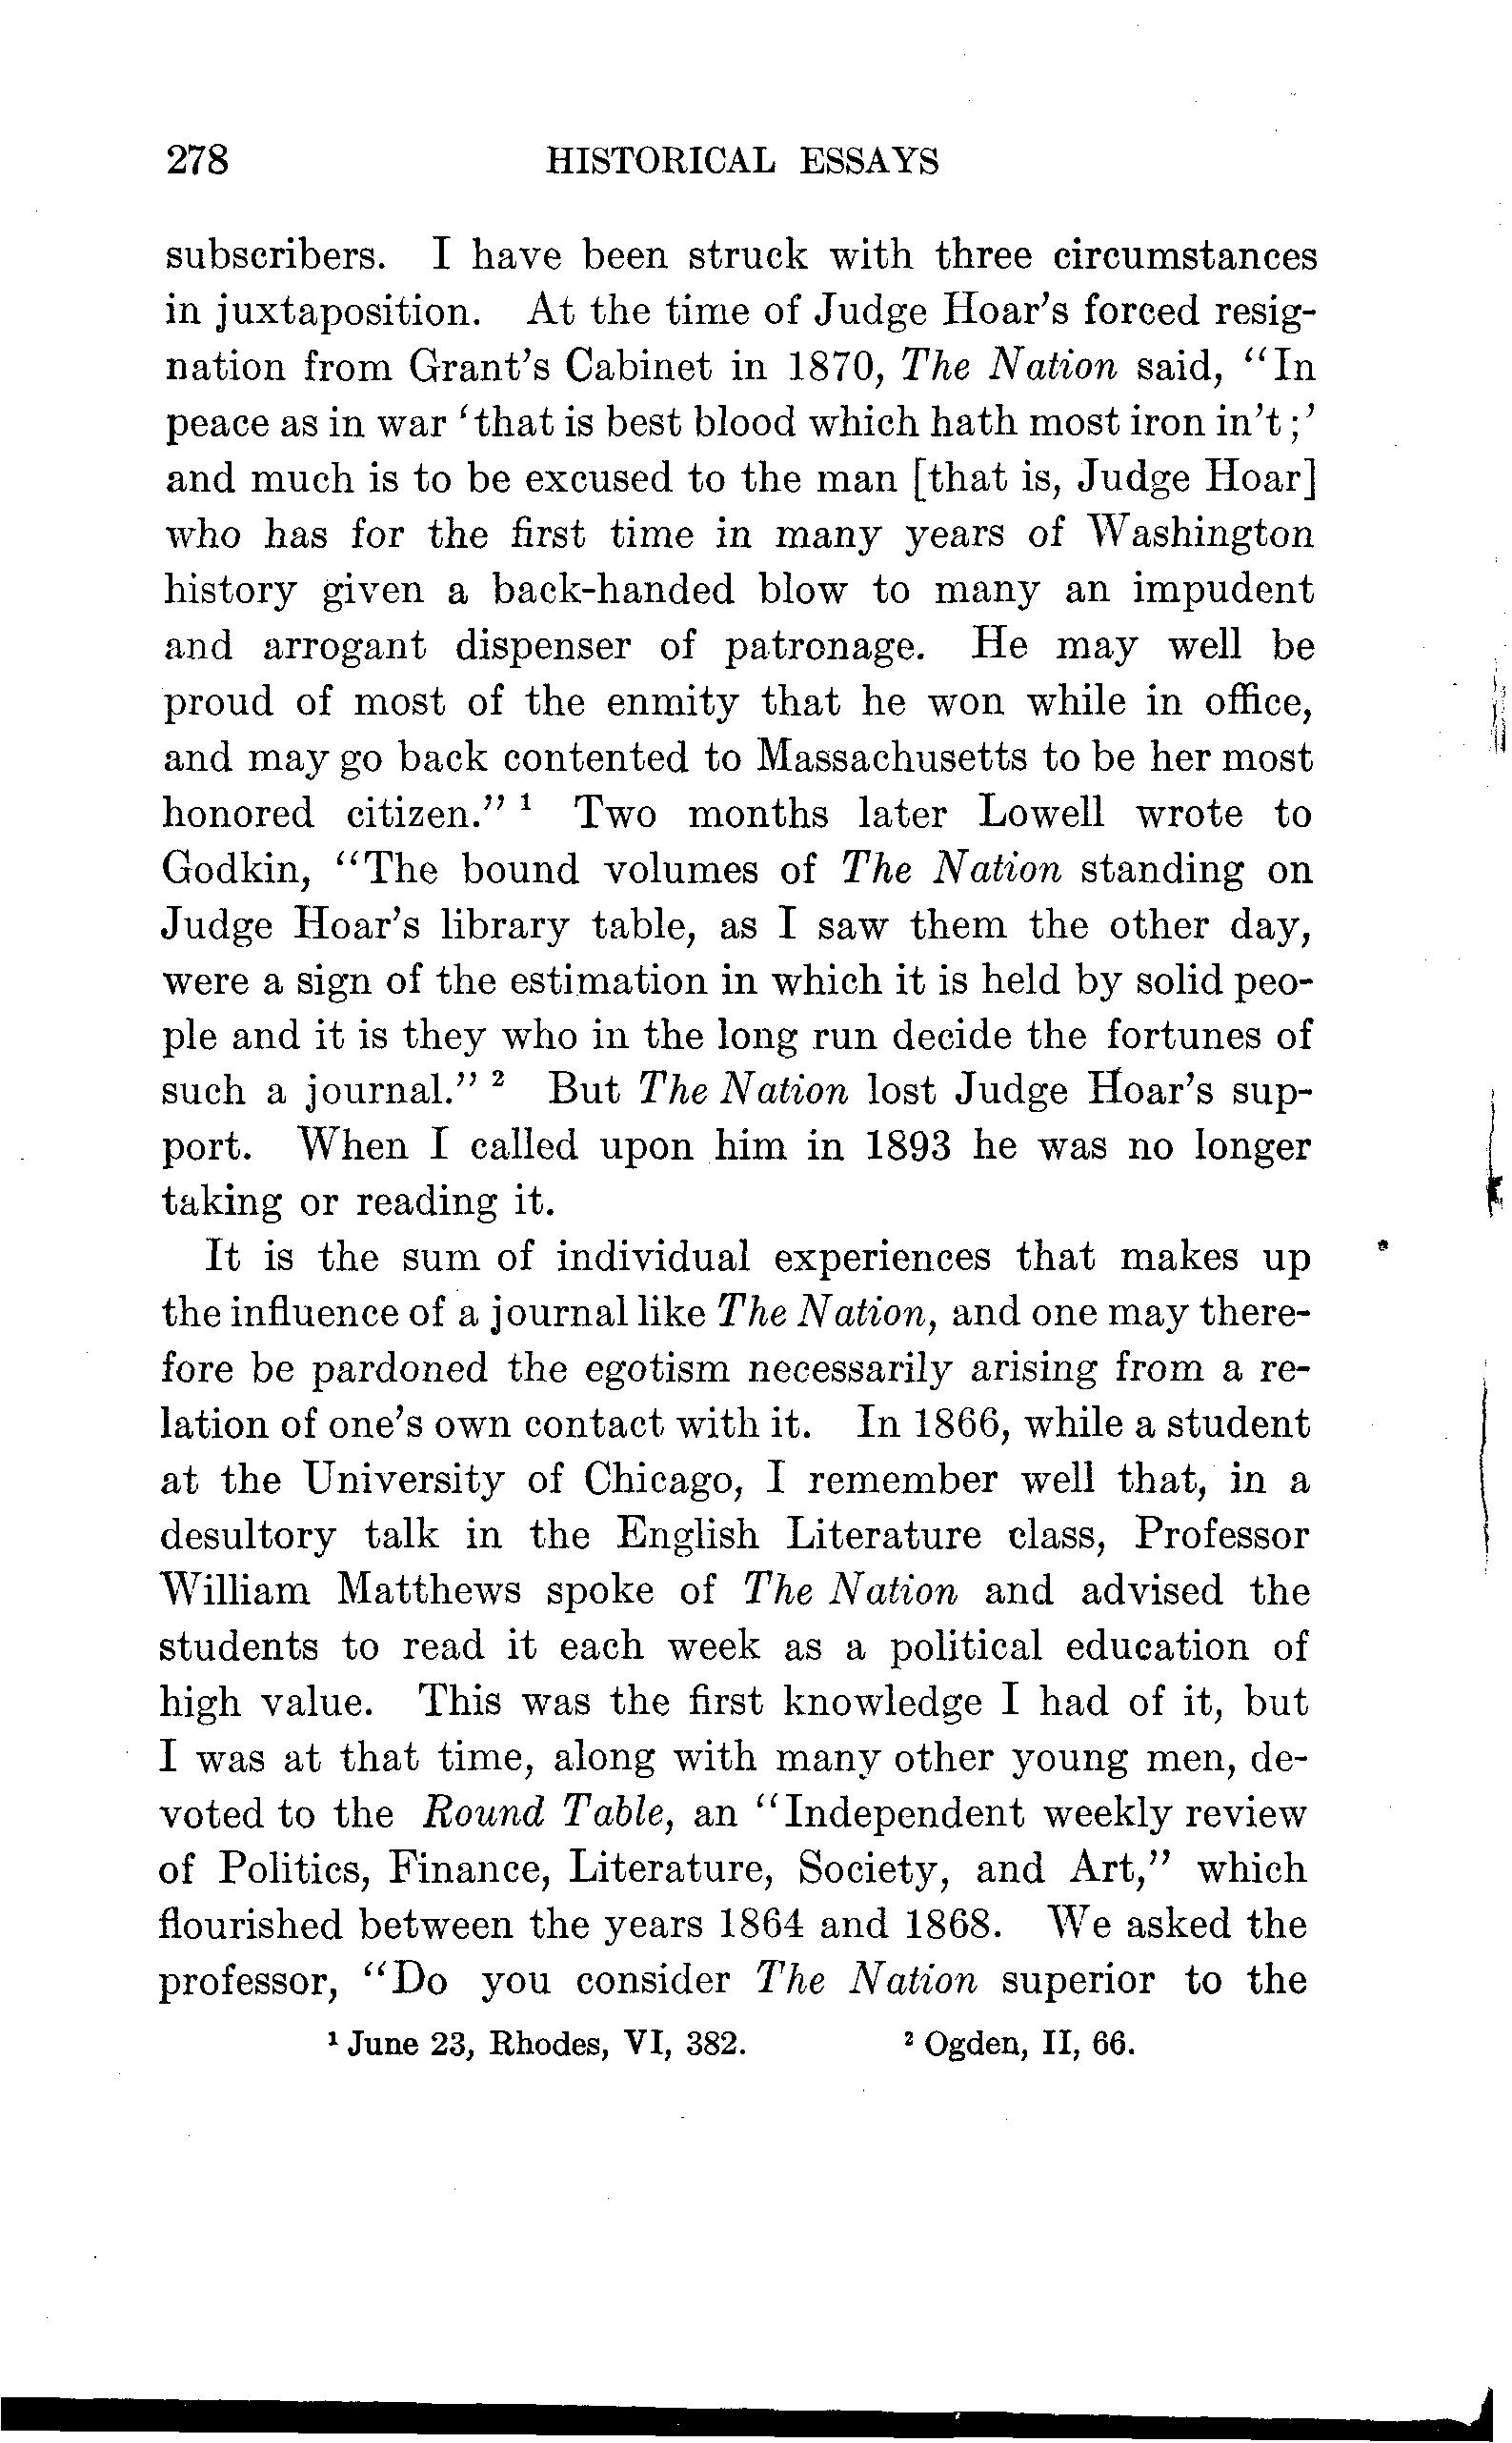 278 HISTORICAL ESSAYS
subscribers. I have been struck with three circumstances
in juxtaposition. At the time of Judge Hoar's forced resig-
nation from Grant's Cabinet in 1870, The Nation said, “In
peace as in war ‘that is best blood which hath most iron in't;’
and much is to be excused to the man [that is, Judge Hoar]
who has for the first time in many years of Washington
history given a back-handed blow to many an impudent
and arrogant dispenser of patronage. He may well be
proud of most of the enmity that he won while in office,
and may go back contented to Massachusetts to be her most
honored citizen.” ¹ Two months later Lowell wrote to
Godkin, “The bound volumes of The Nation standing on
Judge Hoar's library table, as I saw them the other day,
were a sign of the estimation in which it is held by solid peo-
ple and it is they who in the long run decide the fortunes of
such a journal.” ² But The Nation lost Judge Hoar's sup-
port. When I called upon him in 1893 he was no longer
taking or reading it.
It is the sum of individual experiences that makes up
the influence of a journal like The Nation, and one may there-
fore be pardoned the egotism necessarily arising from a re-
lation of one's own contact with it. In 1866, while a student
at the University of Chicago, I remember well that, in a
desultory talk in the English Literature class, Professor
William Matthews spoke of The Nation and advised the
students to read it each week as a political education of
high value. This was the first knowledge I had of it, but
I was at that time, along with many other young men, de-
voted to the Round Table, an “Independent weekly review
of Politics, Finance, Literature, Society, and Art,” which
flourished between the years 1864 and 1868. We asked the
professor, “Do you consider The Nation superior to the
¹ June 23, Rhodes, VI, 382. ² Ogden, II, 66.